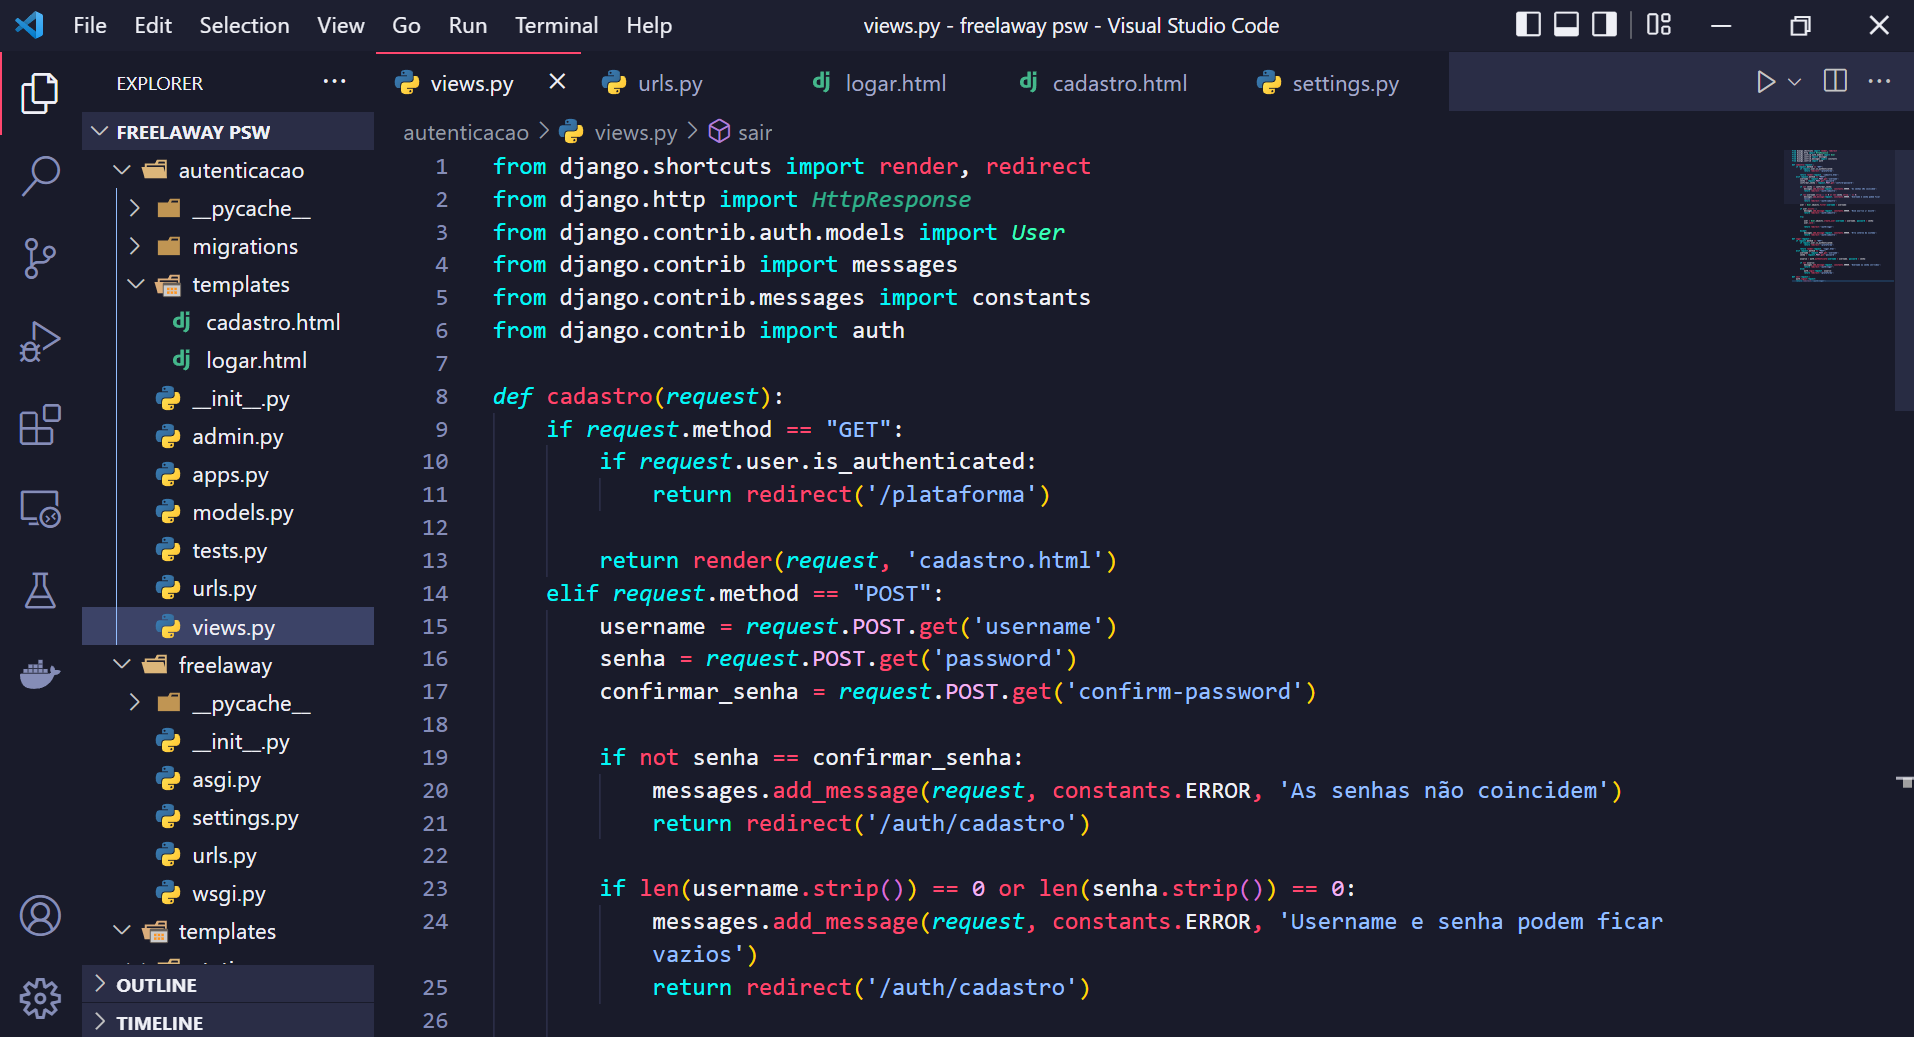 File Edit Selection View Go Run Terminal Help views.py - freelaway psw - Visual Studio Code
EXPLORER
FREELAWAY PSW
autenticacao
__pycache__
migrations
templates
cadastro.html
logar.html
__init__.py
admin.py
apps.py
models.py
tests.py
urls.py
views.py
freelaway
__pycache__
__init__.py
asgi.py
settings.py
urls.py
wsgi.py
templates
OUTLINE
TIMELINE
views.py urls.py logar.html cadastro.html settings.py
autenticacao > views.py > sair
1 from django.shortcuts import render, redirect
2 from django.http import HttpResponse
3 from django.contrib.auth.models import User
4 from django.contrib import messages
5 from django.contrib.messages import constants
6 from django.contrib import auth
7
8 def cadastro(request):
9 if request.method == "GET":
10 if request.user.is_authenticated:
11 return redirect('/plataforma')
12
13 return render(request, 'cadastro.html')
14 elif request.method == "POST":
15 username = request.POST.get('username')
16 senha = request.POST.get('password')
17 confirmar_senha = request.POST.get('confirm-password')
18
19 if not senha == confirmar_senha:
20 messages.add_message(request, constants.ERROR, 'As senhas não coincidem')
21 return redirect('/auth/cadastro')
22
23 if len(username.strip()) == 0 or len(senha.strip()) == 0:
24 messages.add_message(request, constants.ERROR, 'Username e senha podem ficar
vazios')
25 return redirect('/auth/cadastro')
26